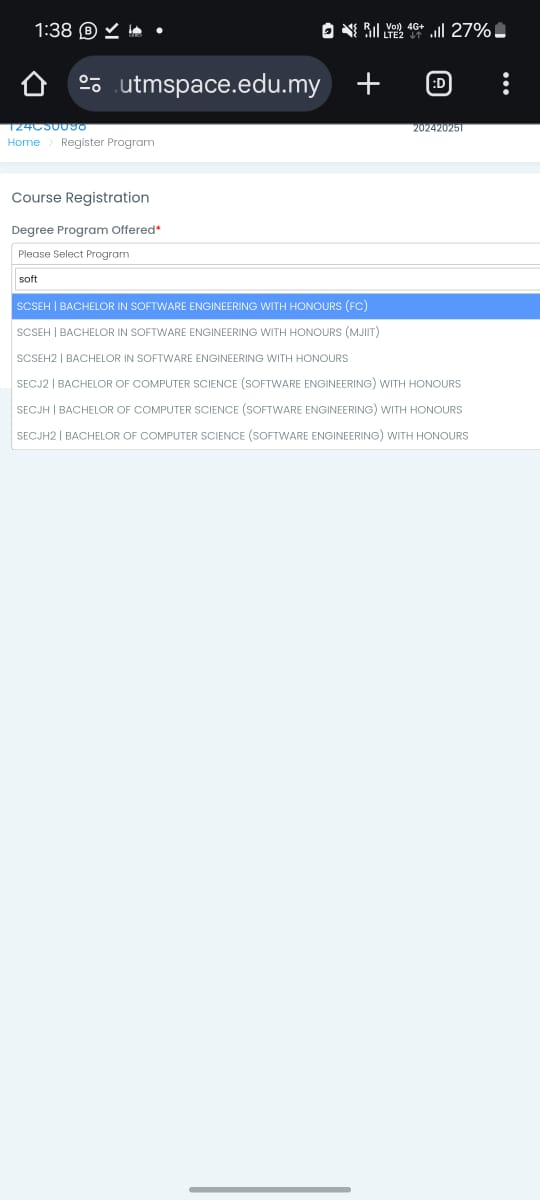 1:38
VoI) 4G+
R LTE2 27%
.utmspace.edu.my
:D
T24CS0098
202420251
Home > Register Program
Course Registration
Degree Program Offered*
Please Select Program
soft
SCSEH | BACHELOR IN SOFTWARE ENGINEERING WITH HONOURS (FC)
SCSEH | BACHELOR IN SOFTWARE ENGINEERING WITH HONOURS (MJIIT)
SCSEH2 | BACHELOR IN SOFTWARE ENGINEERING WITH HONOURS
SECJ2 | BACHELOR OF COMPUTER SCIENCE (SOFTWARE ENGINEERING) WITH HONOURS
SECJH | BACHELOR OF COMPUTER SCIENCE (SOFTWARE ENGINEERING) WITH HONOURS
SECJH2 | BACHELOR OF COMPUTER SCIENCE (SOFTWARE ENGINEERING) WITH HONOURS